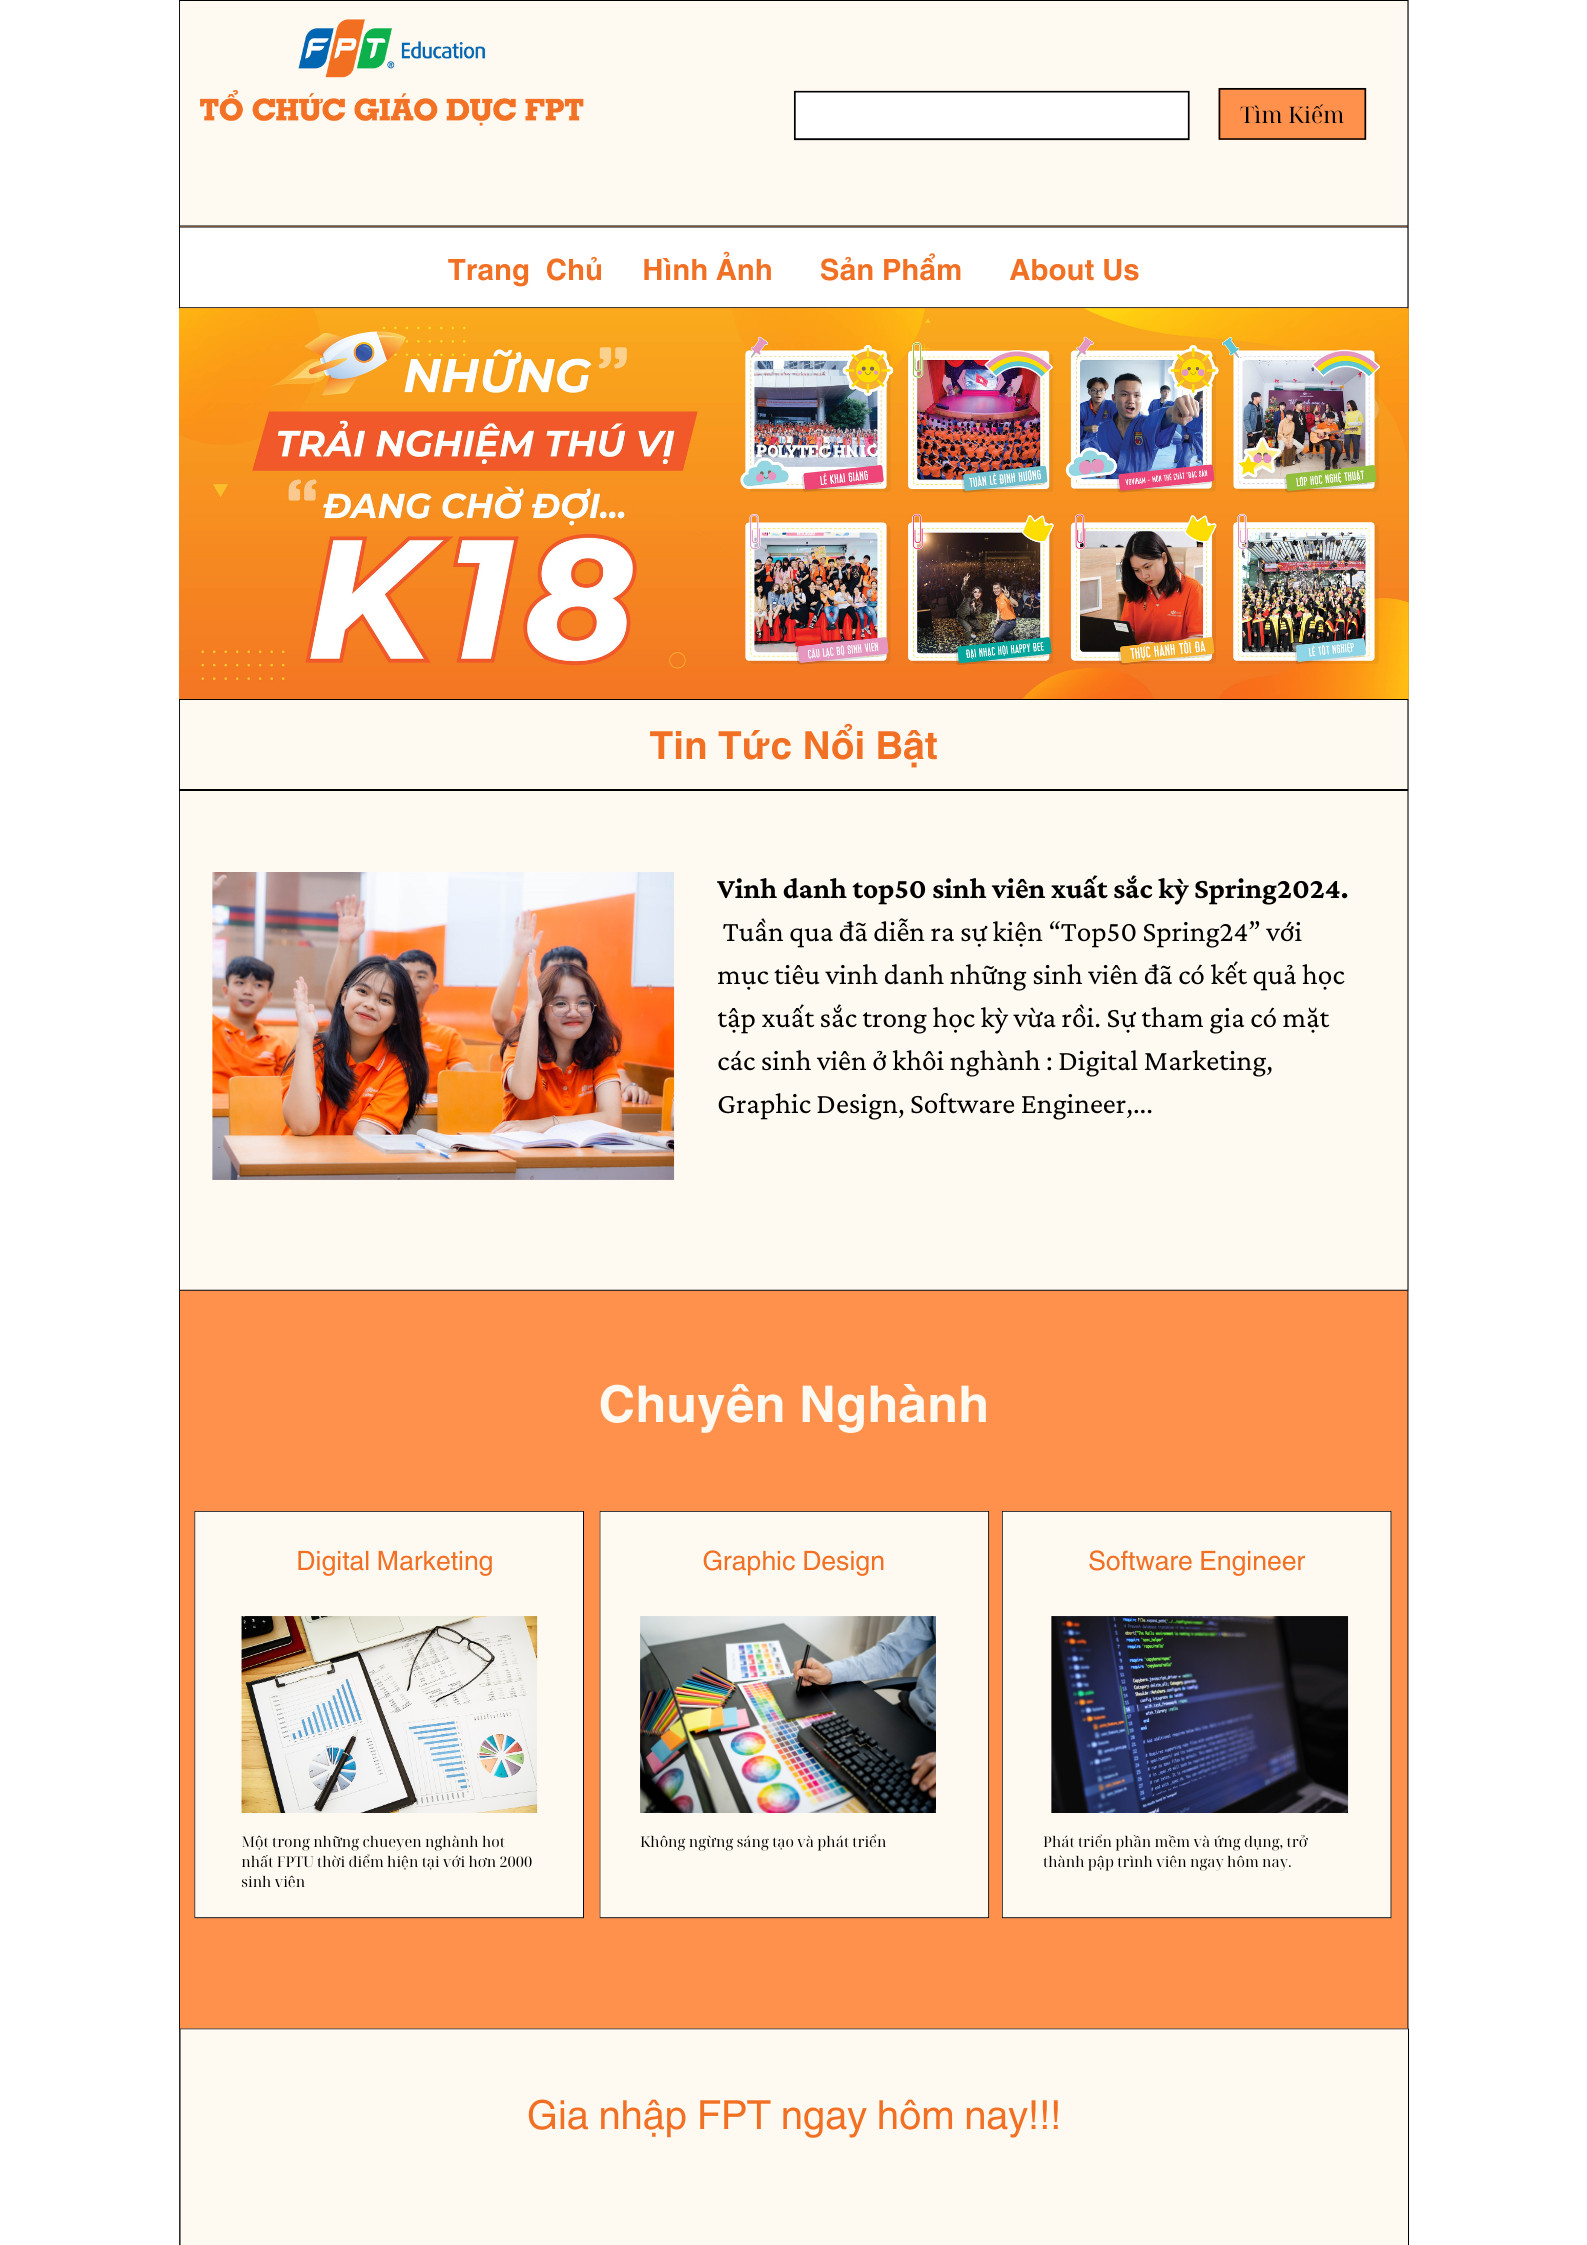 FPT Education
TỔ CHỨC GIÁO DỤC FPT
Tìm Kiếm
Trang Chủ Hình Ảnh Sản Phẩm About Us
NHỮNG”
TRẢI NGHIỆM THÚ VỊ
“ĐANG CHỜ ĐỢI...
K18
POLYTECHNIC
LỄ KHAI GIẢNG
TUẦN LỄ ĐỊNH HƯỚNG
LỚP HỌC NGHỆ THUẬT
CÂU LẠC BỘ SINH VIÊN
ĐẠI NHẠC HỘI HAPPY BEE
THỰC HÀNH TỐI ĐA
LỄ TỐT NGHIỆP
Tin Tức Nổi Bật
Vinh danh top50 sinh viên xuất sắc kỳ Spring2024.
Tuần qua đã diễn ra sự kiện “Top50 Spring24” với
mục tiêu vinh danh những sinh viên đã có kết quả học
tập xuất sắc trong học kỳ vừa rồi. Sự tham gia có mặt
các sinh viên ở khôi nghành : Digital Marketing,
Graphic Design, Software Engineer,...
Chuyên Nghành
Digital Marketing
Một trong những chueyen nghành hot
nhất FPTU thời điểm hiện tại với hơn 2000
sinh viên
Graphic Design
Không ngừng sáng tạo và phát triển
Software Engineer
Phát triển phần mềm và ứng dụng, trở
thành pập trình viên ngay hôm nay.
Gia nhập FPT ngay hôm nay!!!